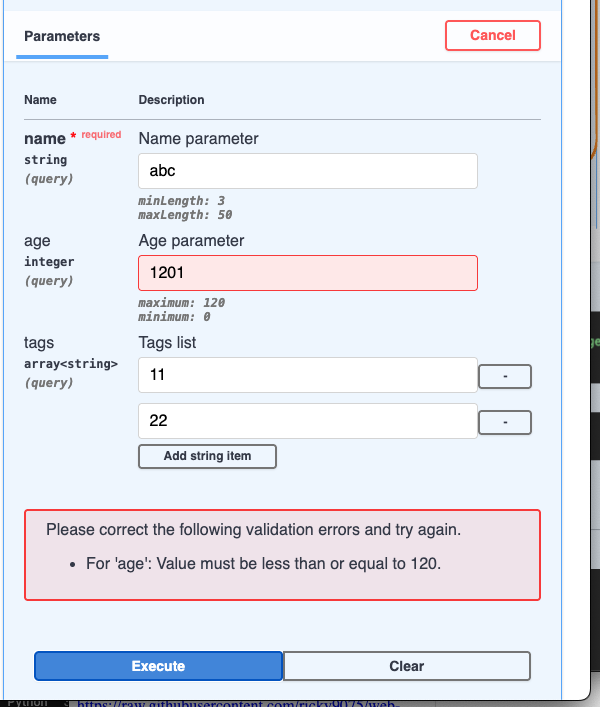 Parameters
Cancel
Name Description
name * required Name parameter
string
abc
(query)
minLength: 3
maxLength: 50
age Age parameter
integer
1201
(query)
maximum: 120
minimum: 0
tags Tags list
array<string>
11 -
(query)
22 -
Add string item
Please correct the following validation errors and try again.
• For 'age': Value must be less than or equal to 120.
Execute Clear
Python
https://raw.githubusercontent.com/ricky9075/web-